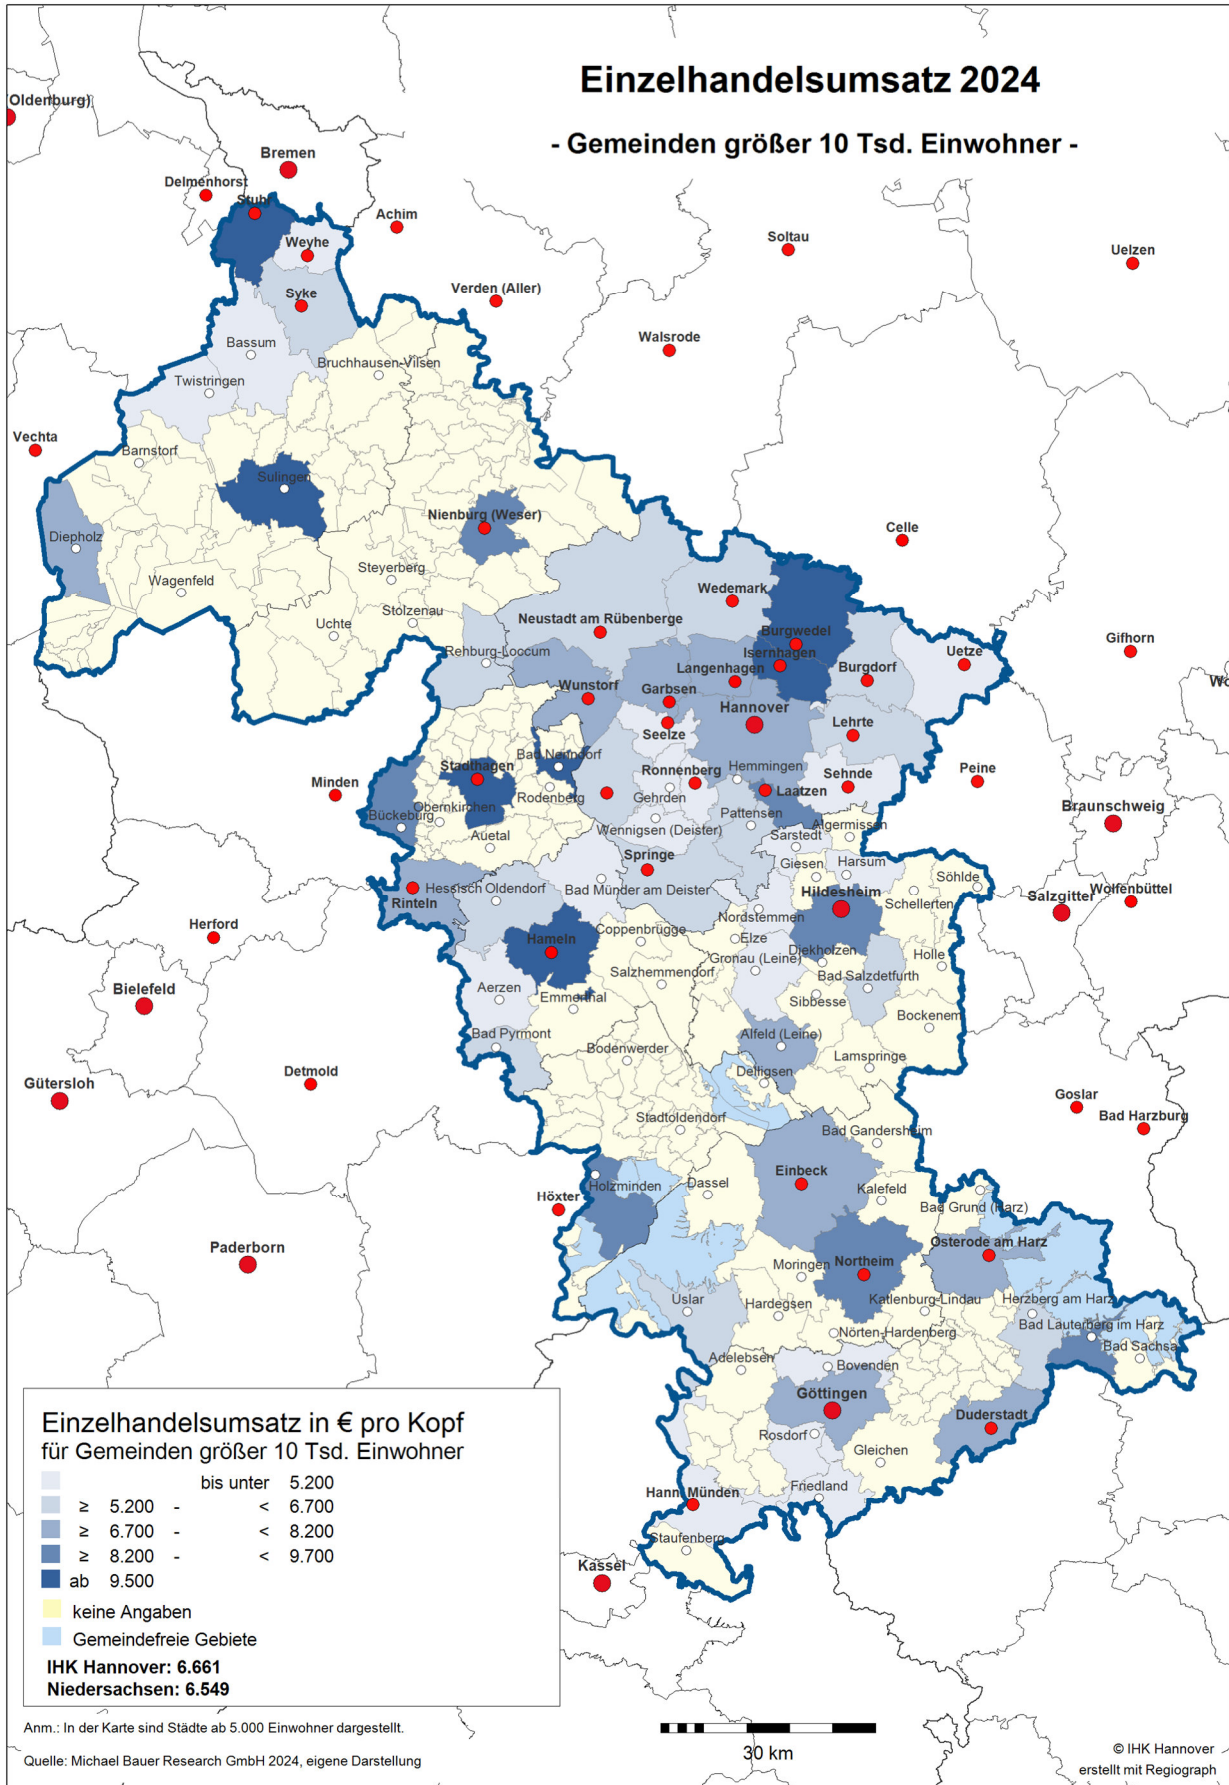 Einzelhandelsumsatz 2024
- Gemeinden größer 10 Tsd. Einwohner -
Oldenburg)
Bremen
Delmenhorst
Stuhr
Achim
Weyhe
Soltau
Uelzen
Syke
Verden (Aller)
Walsrode
Bassum
Bruchhausen-Vilsen
Twistringen
Vechta
Barnstorf
Sulingen
Nienburg (Weser)
Celle
Diepholz
Steyerberg
Wagenfeld
Wedemark
Stolzenau
Uchte
Neustadt am Rübenberge
Burgwedel
Gifhorn
Rehburg-Loccum
Isernhagen
Uetze
Langenhagen
Burgdorf
Wunstorf
Garbsen
Hannover
Lehrte
Seelze
Bad Nenndorf
Stadthagen
Hemmingen
Ronnenberg
Sehnde
Peine
Minden
Rodenberg
Gehrden
Laatzen
Braunschweig
Obernkirchen
Bückeburg
Pattensen
Wennigsen (Deister)
Algermissen
Auetal
Sarstedt
Springe
Giesen
Harsum
Söhlde
Hessisch Oldendorf
Bad Münder am Deister
Hildesheim
Schellerten
Salzgitter
Wolfenbüttel
Rinteln
Nordstemmen
Herford
Coppenbrügge
Elze
Hameln
Diekholzen
Holle
Gronau (Leine)
Salzhemmendorf
Bad Salzdetfurth
Bielefeld
Aerzen
Emmerthal
Sibbesse
Bockenem
Bad Pyrmont
Alfeld (Leine)
Bodenwerder
Lamspringe
Detmold
Delligsen
Gütersloh
Goslar
Bad Harzburg
Stadtoldendorf
Bad Gandersheim
Einbeck
Holzminden
Dassel
Kalefeld
Höxter
Bad Grund (Harz)
Paderborn
Osterode am Harz
Moringen
Northeim
Uslar
Hardegsen
Katlenburg-Lindau
Herzberg am Harz
Nörten-Hardenberg
Bad Lauterberg im Harz
Bad Sachsa
Adelebsen
Bovenden
Göttingen
Duderstadt
Rosdorf
Gleichen
Hann. Münden
Friedland
Staufenberg
Kassel
Einzelhandelsumsatz in € pro Kopf
für Gemeinden größer 10 Tsd. Einwohner
bis unter 5.200
≥ 5.200 - < 6.700
≥ 6.700 - < 8.200
≥ 8.200 - < 9.700
ab 9.500
keine Angaben
Gemeindefreie Gebiete
IHK Hannover: 6.661
Niedersachsen: 6.549
Anm.: In der Karte sind Städte ab 5.000 Einwohner dargestellt.
Quelle: Michael Bauer Research GmbH 2024, eigene Darstellung
30 km
© IHK Hannover
erstellt mit Regiograph